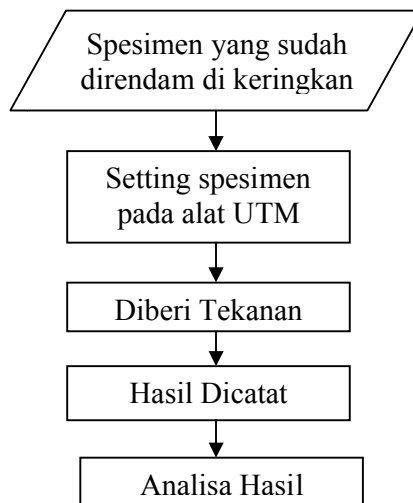 Spesimen yang sudah
direndam di keringkan
Setting spesimen
pada alat UTM
Diberi Tekanan
Hasil Dicatat
Analisa Hasil